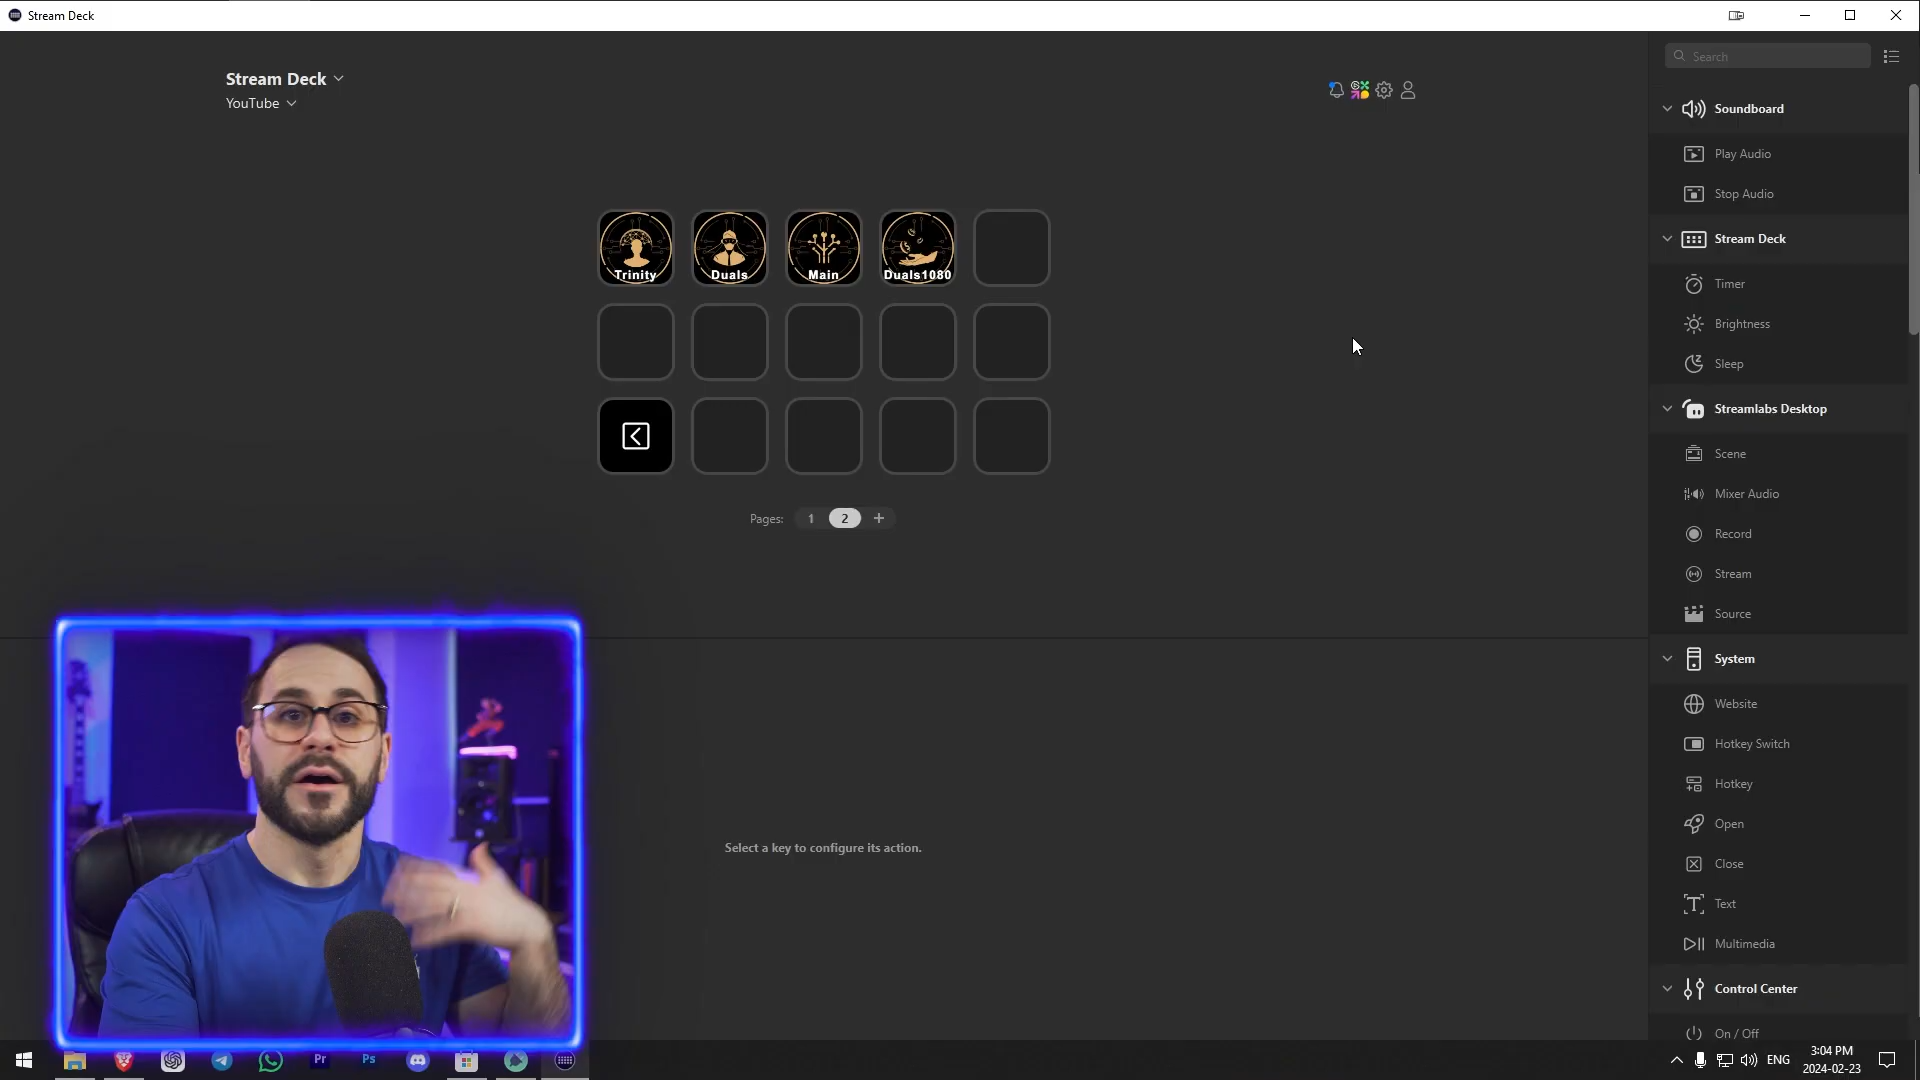 Stream Deck
Search
Stream Deck
YouTube
Soundboard
Play Audio
Stop Audio
Stream Deck
Timer
Brightness
Sleep
Trinity
Duals
Main
Duals1080
Streamlabs Desktop
Scene
Mixer Audio
Record
Stream
Source
Pages:
1
2
+
System
Website
Hotkey Switch
Hotkey
Open
Close
Text
Multimedia
Select a key to configure its action.
Control Center
On / Off
Pr
Ps
ENG
3:04 PM
2024-02-23